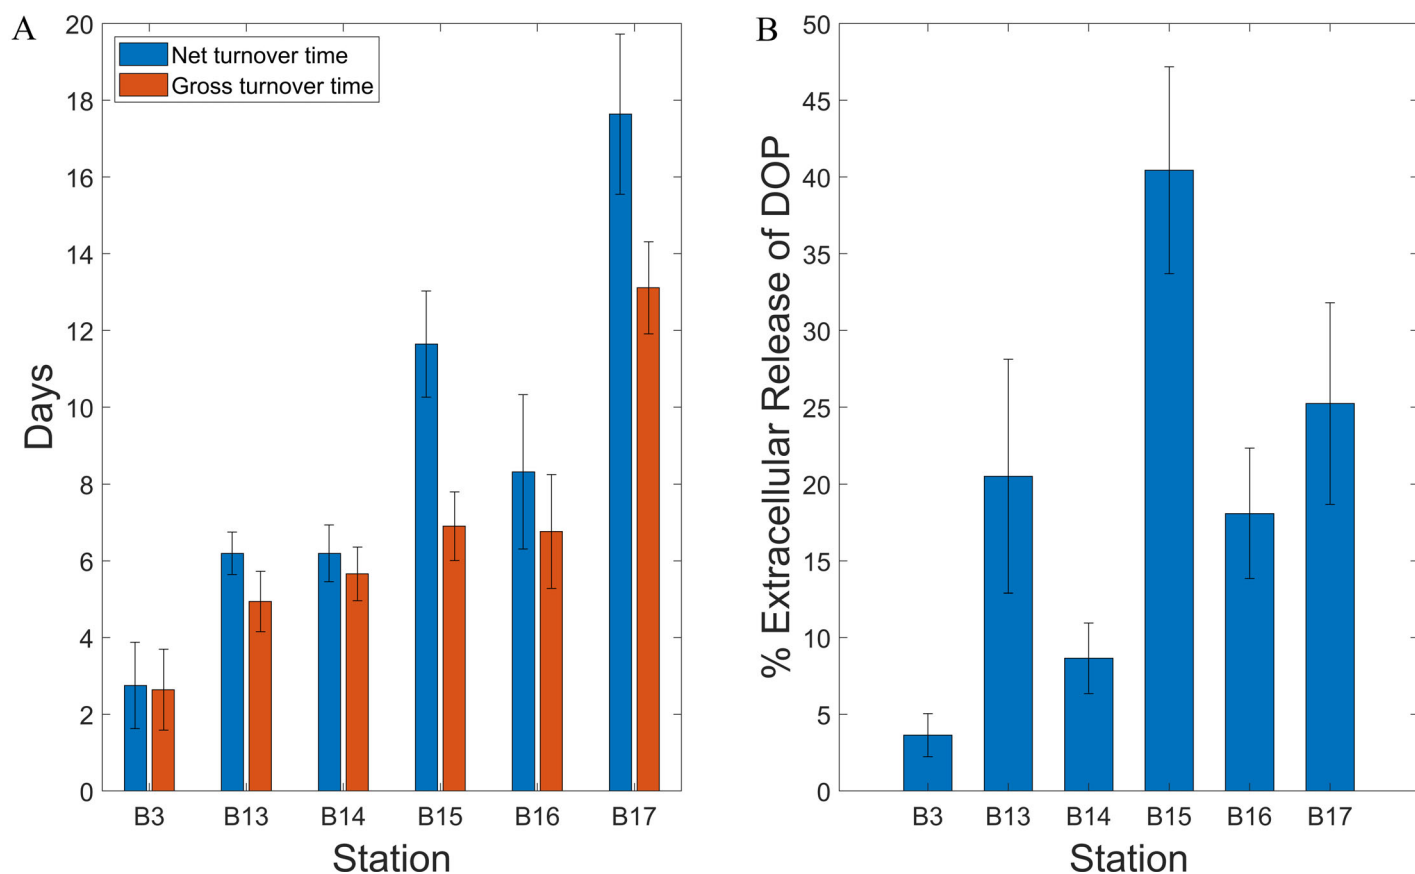 A
Days
20
18
16
14
12
10
8
6
4
2
0
Net turnover time
Gross turnover time
B3 B13 B14 B15 B16 B17
Station
B
% Extracellular Release of DOP
50
45
40
35
30
25
20
15
10
5
0
B3 B13 B14 B15 B16 B17
Station